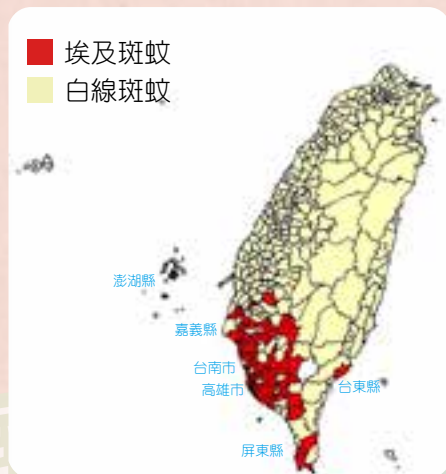 埃及斑蚊
白線斑蚊
澎湖縣
嘉義縣
台南市
高雄市
台東縣
屏東縣